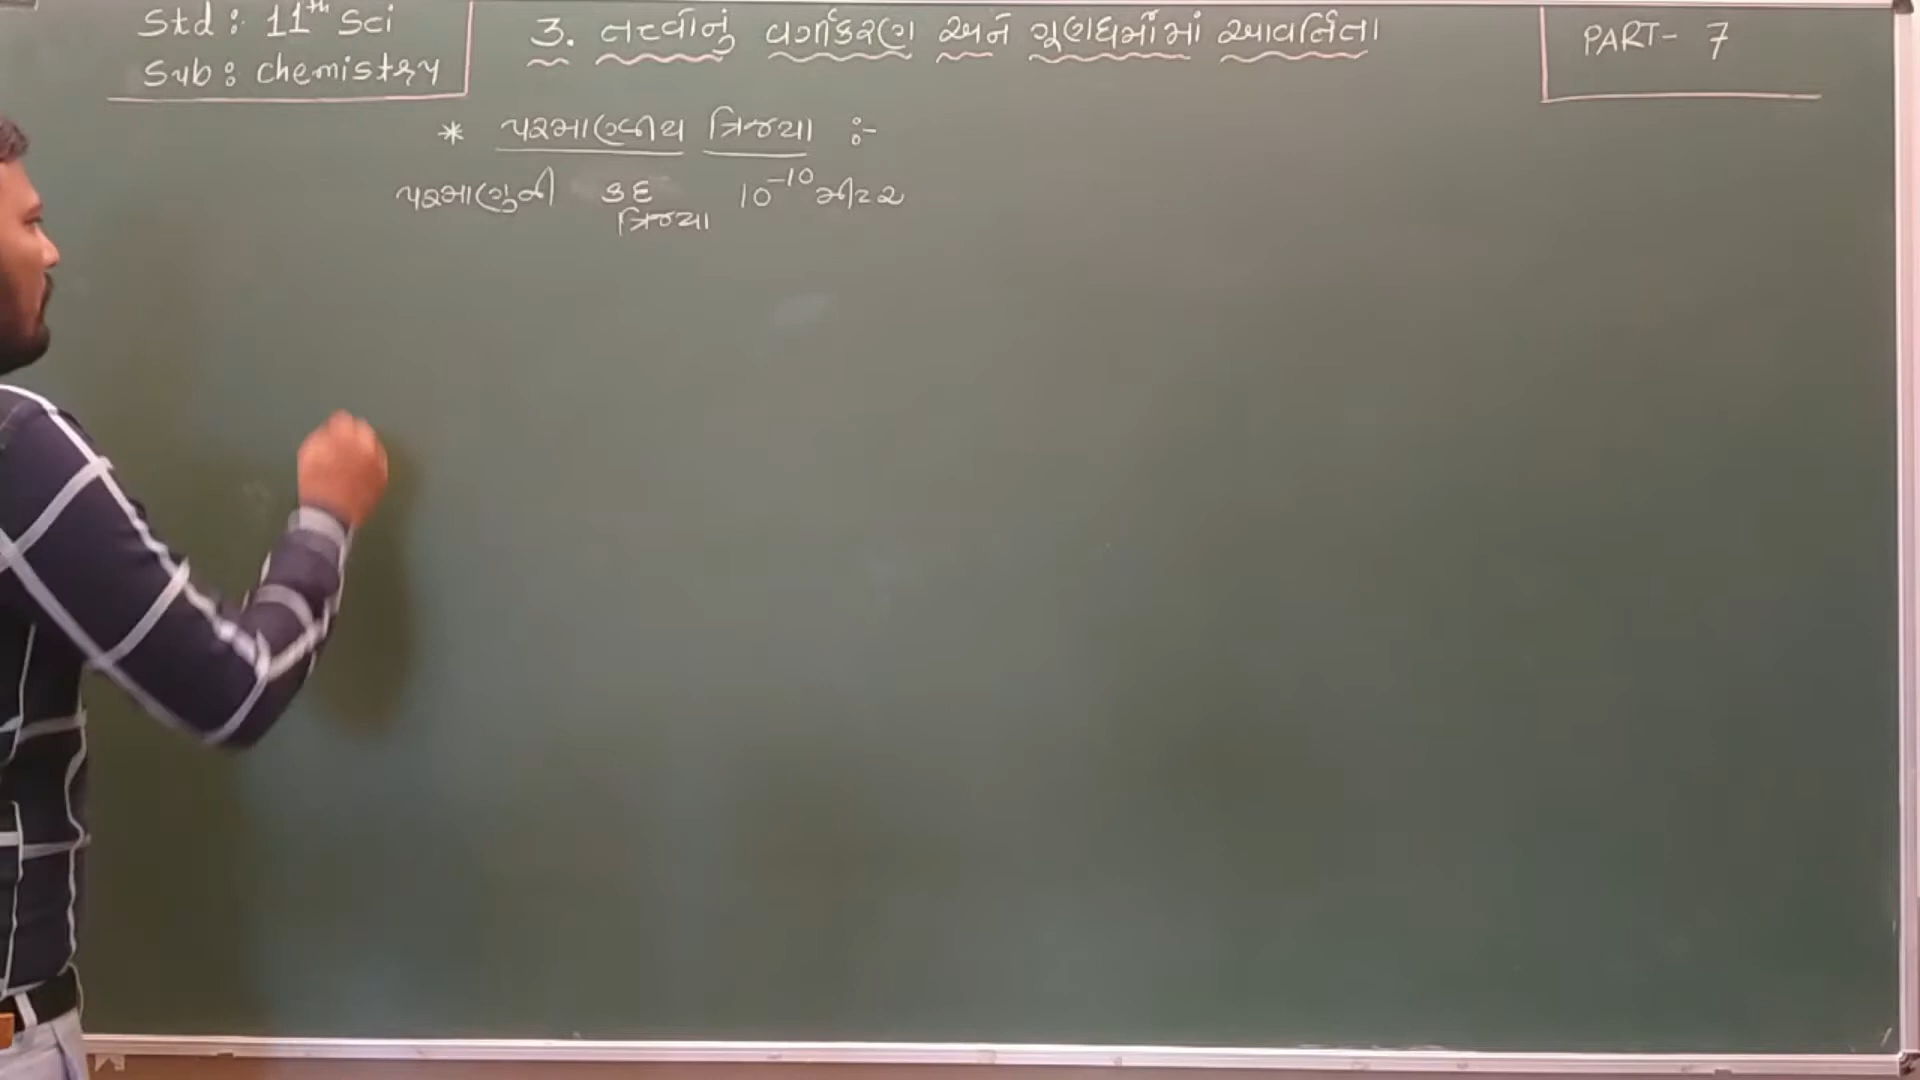 Std : 11th Sci
Sub : chemistry
3. તત્ત્વોનું વર્ગીકરણ અને ગુણધર્મોમાં આવર્તિતા
PART- 7
* પરમાણ્વીય ત્રિજ્યા :-
પરમાણુની કદ 10⁻¹⁰ મીટર
ત્રિજ્યા